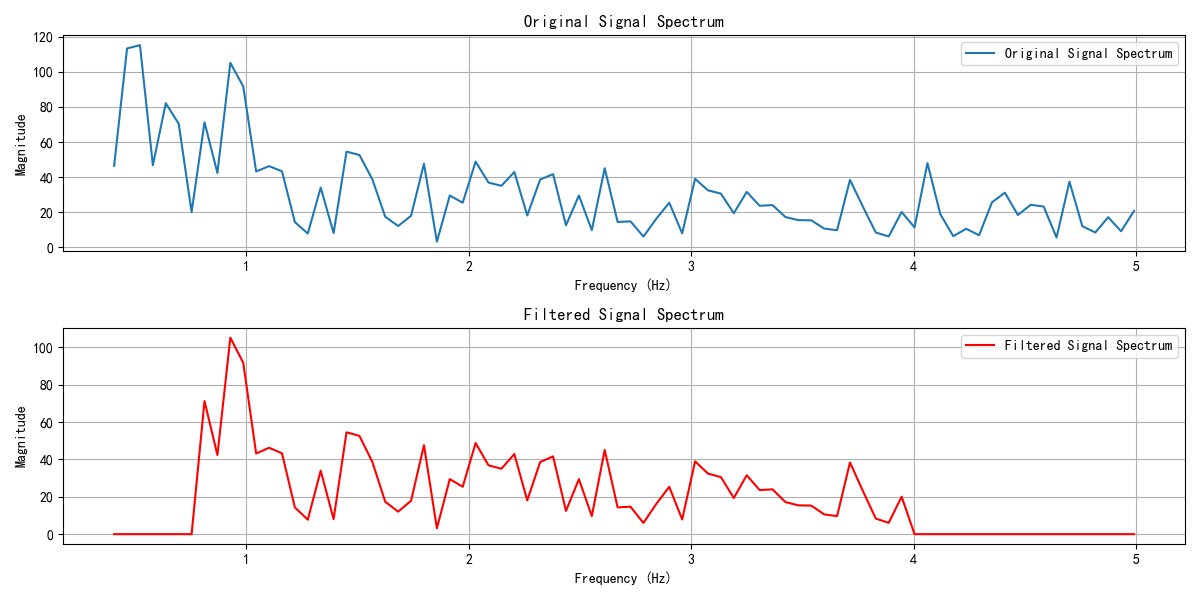 Original Signal Spectrum
120
100
80
60
40
20
0
Magnitude
Original Signal Spectrum
1 2 3 4 5
Frequency (Hz)
Filtered Signal Spectrum
100
80
60
40
20
0
Magnitude
Filtered Signal Spectrum
1 2 3 4 5
Frequency (Hz)